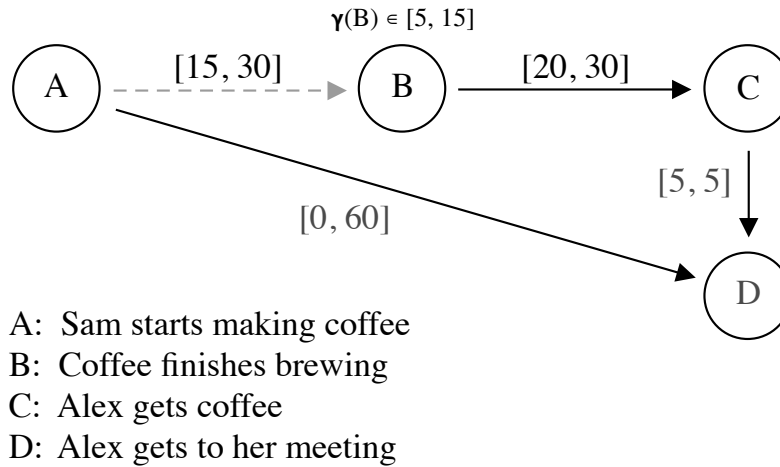 γ(B) ∈ [5, 15]
A [15, 30] B [20, 30] C
[5, 5]
[0, 60]
D
A: Sam starts making coffee
B: Coffee finishes brewing
C: Alex gets coffee
D: Alex gets to her meeting